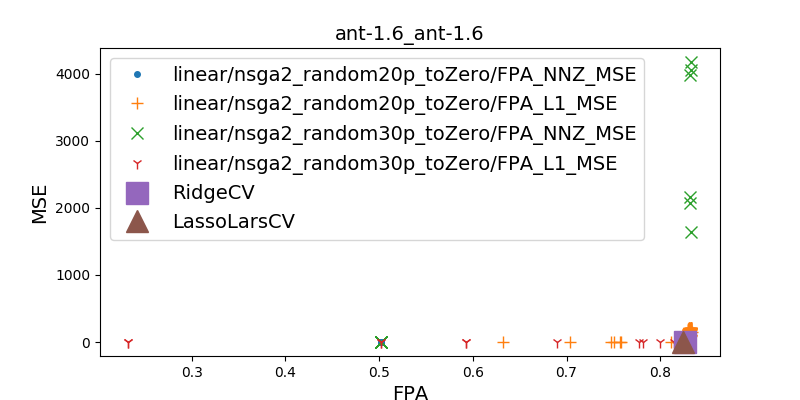 ant-1.6_ant-1.6
linear/nsga2_random20p_toZero/FPA_NNZ_MSE
linear/nsga2_random20p_toZero/FPA_L1_MSE
linear/nsga2_random30p_toZero/FPA_NNZ_MSE
linear/nsga2_random30p_toZero/FPA_L1_MSE
RidgeCV
LassoLarsCV
MSE
4000
3000
2000
1000
0
0.3 0.4 0.5 0.6 0.7 0.8
FPA